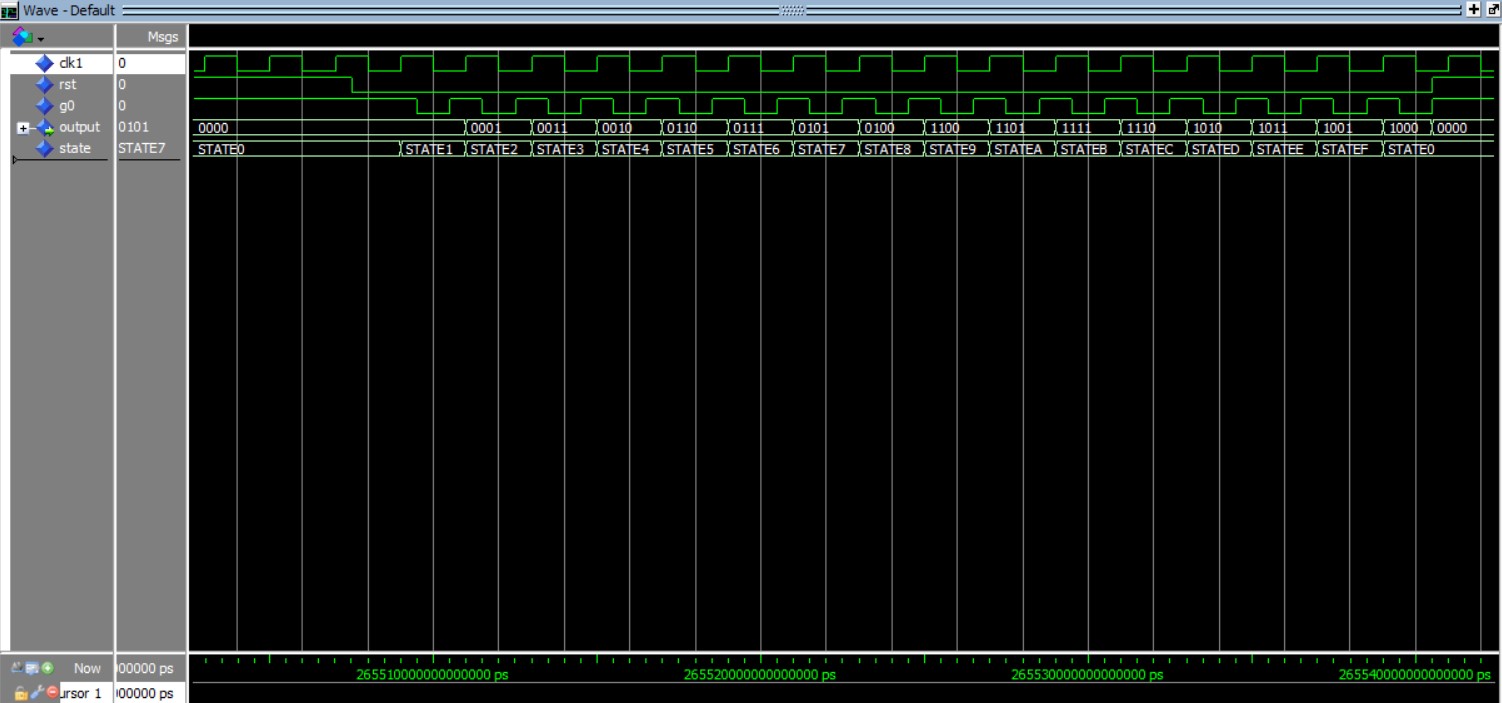 Wave - Default
Msgs
clk1 0
rst 0
g0 0
output 0101 0000 0001 0011 0010 0110 0111 0101 0100 1100 1101 1111 1110 1010 1011 1001 1000 0000
state STATE7 STATE0 STATE1 STATE2 STATE3 STATE4 STATE5 STATE6 STATE7 STATE8 STATE9 STATEA STATEB STATEC STATED STATEE STATEF STATE0
Now 00000 ps 265510000000000000 ps 265520000000000000 ps 265530000000000000 ps 265540000000000000 ps
ursor 1 00000 ps